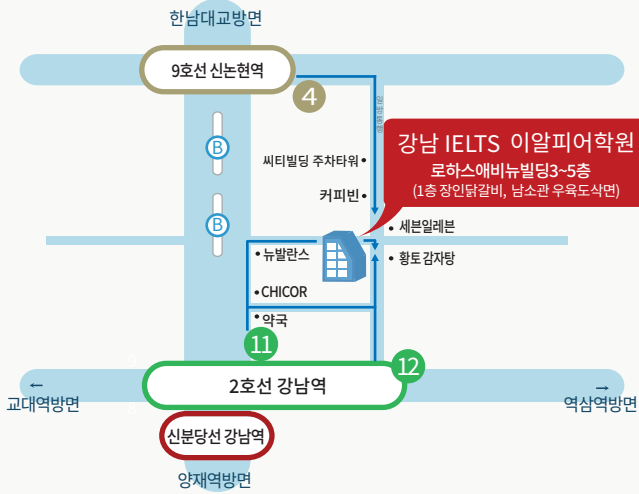 한남대교방면
9호선 신논현역
4
B
씨티빌딩 주차타워
커피빈
강남 IELTS 이알피어학원
로하스애비뉴빌딩3~5층
(1층 장인닭갈비, 남소관 우육도삭면)
B
세븐일레븐
뉴발란스
황토감자탕
CHICOR
약국
11
12
2호선 강남역
←
교대역방면
→
역삼역방면
신분당선 강남역
양재역방면